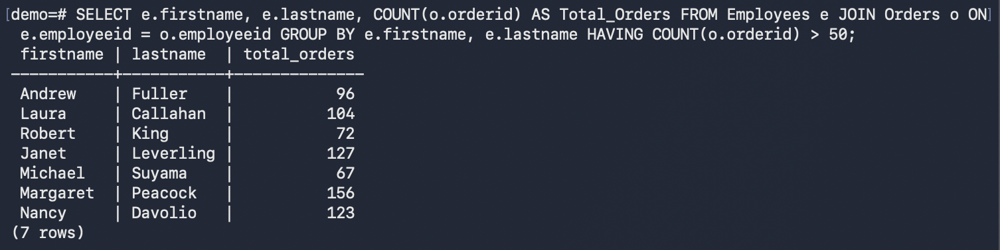 [demo=# SELECT e.firstname, e.lastname, COUNT(o.orderid) AS Total_Orders FROM Employees e JOIN Orders o ON]
 e.employeeid = o.employeeid GROUP BY e.firstname, e.lastname HAVING COUNT(o.orderid) > 50;
 firstname | lastname  | total_orders
-----------+-----------+--------------
 Andrew    | Fuller    |           96
 Laura     | Callahan  |          104
 Robert    | King      |           72
 Janet     | Leverling |          127
 Michael   | Suyama    |           67
 Margaret  | Peacock   |          156
 Nancy     | Davolio   |          123
(7 rows)